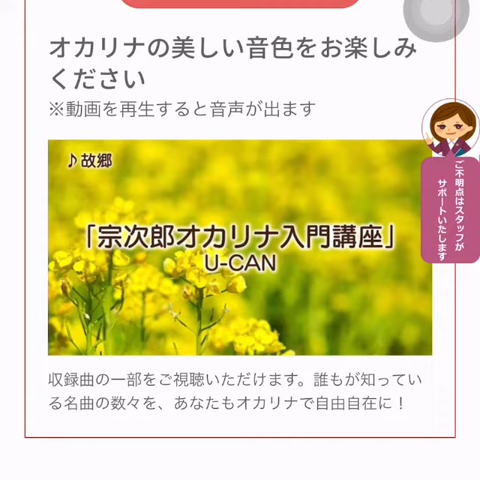 オカリナの美しい音色をお楽しみ
ください
※動画を再生すると音声が出ます
♪故郷
「宗次郎オカリナ入門講座」
U-CAN
ご不明点はスタッフが
サポートいたします
収録曲の一部をご視聴いただけます。誰もが知ってい
る名曲の数々を、あなたもオカリナで自由自在に！